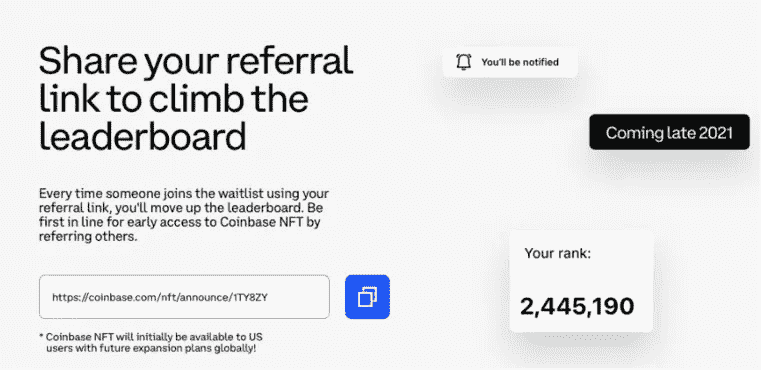 Share your referral
link to climb the
leaderboard
Every time someone joins the waitlist using your
referral link, you'll move up the leaderboard. Be
first in line for early access to Coinbase NFT by
referring others.
https://coinbase.com/nft/announce/1TY8ZY
* Coinbase NFT will initially be available to US
users with future expansion plans globally!
You'll be notified
Coming late 2021
Your rank:
2,445,190